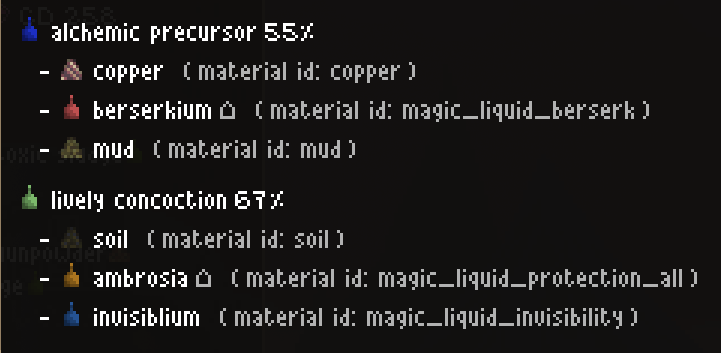 alchemic precursor 55%
- copper (material id: copper)
- berserkium (material id: magic_liquid_berserk)
- mud (material id: mud)
lively concoction 67%
- soil (material id: soil)
- ambrosia (material id: magic_liquid_protection_all)
- invisiblium (material id: magic_liquid_invisibility)